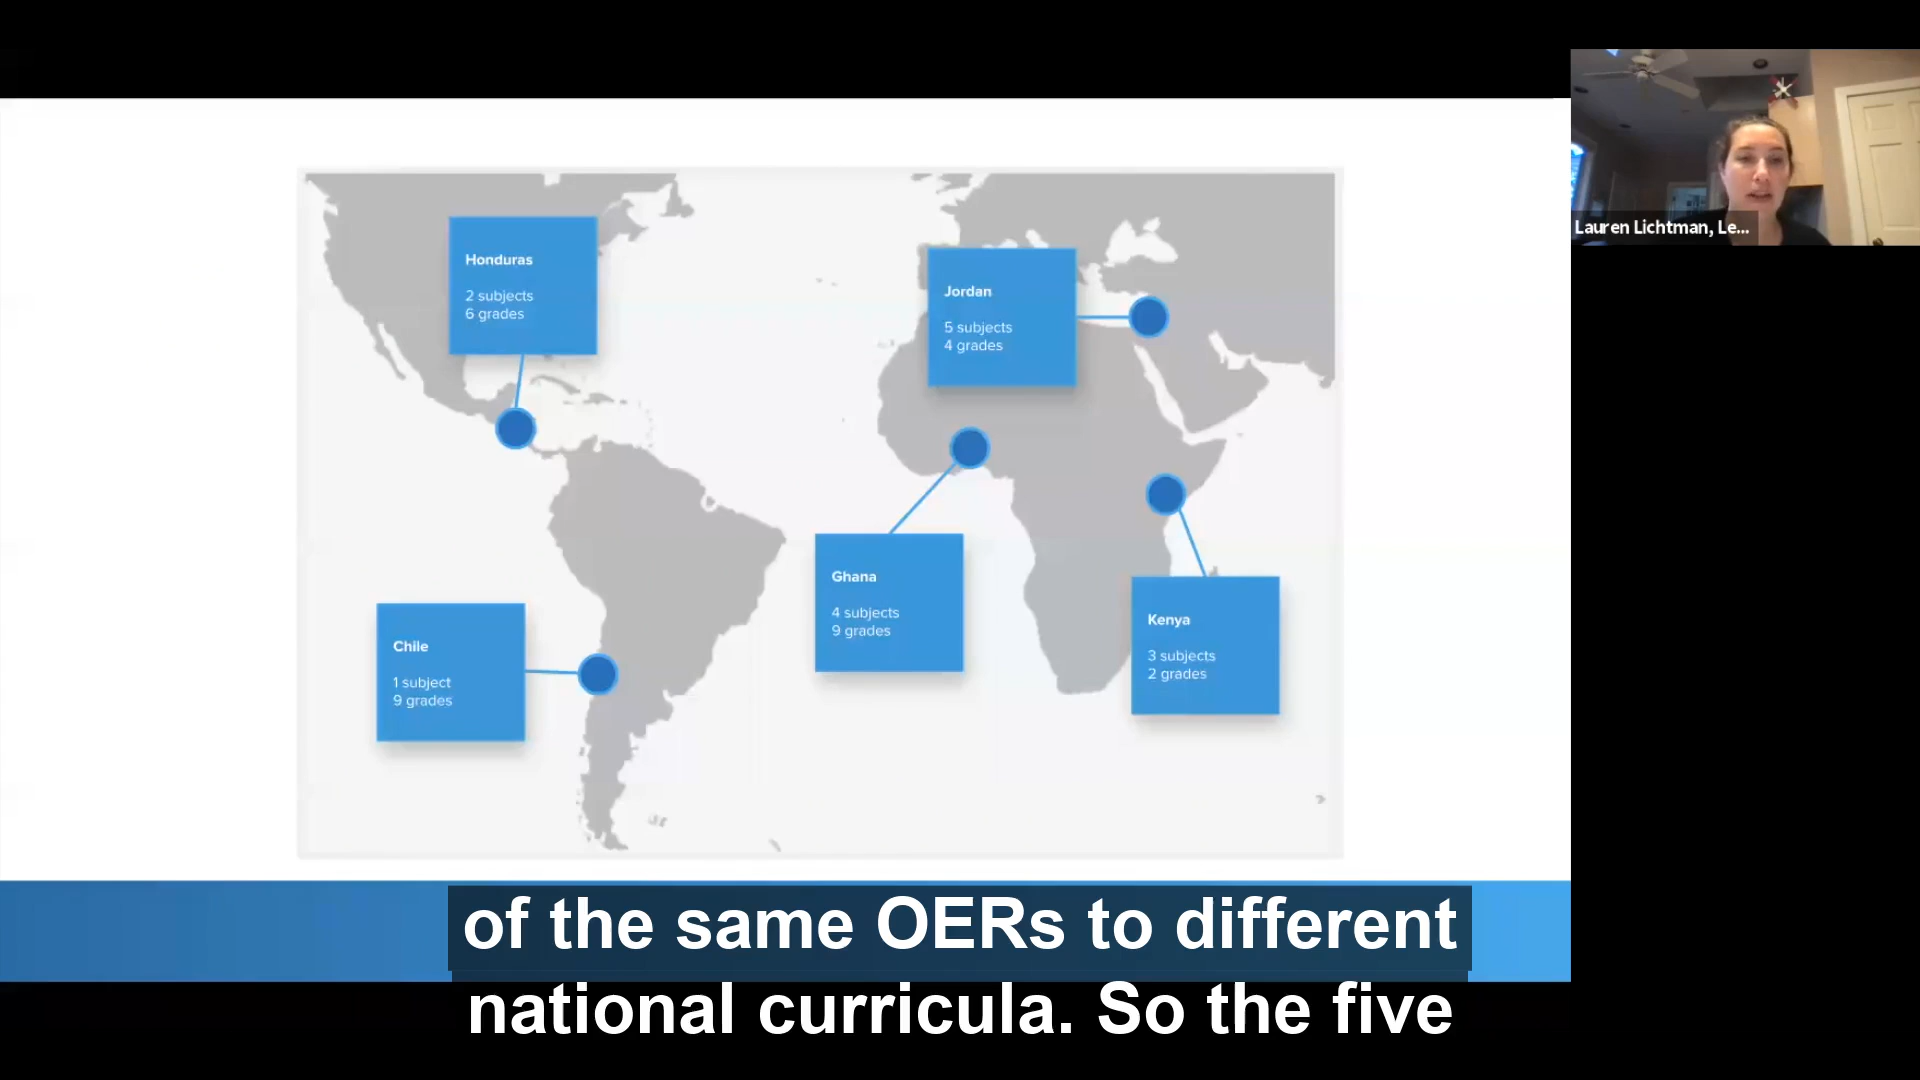 Honduras
2 subjects
6 grades
Jordan
5 subjects
4 grades
Ghana
4 subjects
9 grades
Kenya
3 subjects
2 grades
Chile
1 subject
9 grades
Lauren Lichtman, Le...
of the same OERs to different
national curricula. So the five